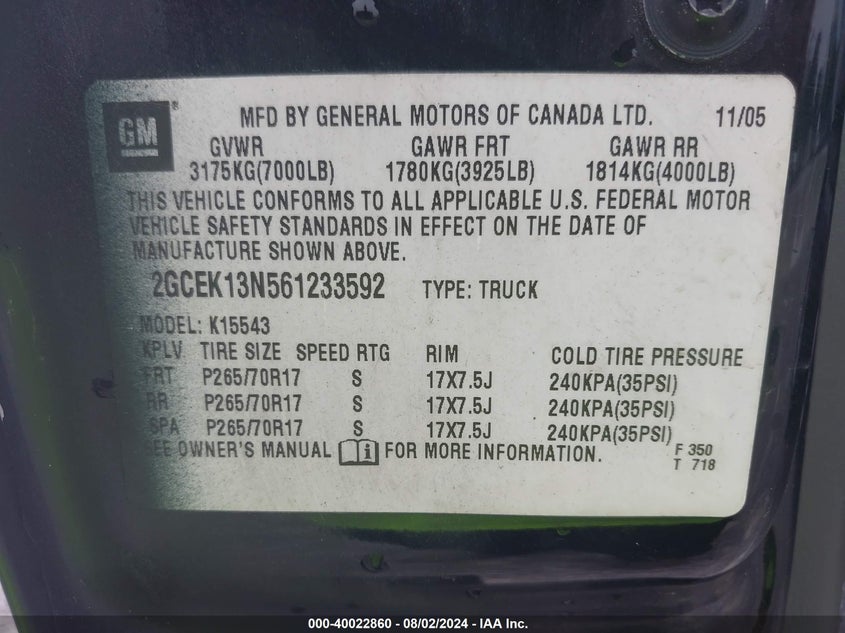 GM® MFD BY GENERAL MOTORS OF CANADA LTD. 11/05
GVWR GAWR FRT GAWR RR
3175KG(7000LB) 1780KG(3925LB) 1814KG(4000LB)
THIS VEHICLE CONFORMS TO ALL APPLICABLE U.S. FEDERAL MOTOR
VEHICLE SAFETY STANDARDS IN EFFECT ON THE DATE OF
MANUFACTURE SHOWN ABOVE.
2GCEK13N561233592 TYPE: TRUCK
MODEL: K15543
KPLV TIRE SIZE SPEED RTG RIM COLD TIRE PRESSURE
FRT P265/70R17 S 17X7.5J 240KPA(35PSI)
RR P265/70R17 S 17X7.5J 240KPA(35PSI)
SPA P265/70R17 S 17X7.5J 240KPA(35PSI)
SEE OWNER'S MANUAL FOR MORE INFORMATION.
F 350
T 718
000-40022860 - 08/02/2024 - IAA Inc.